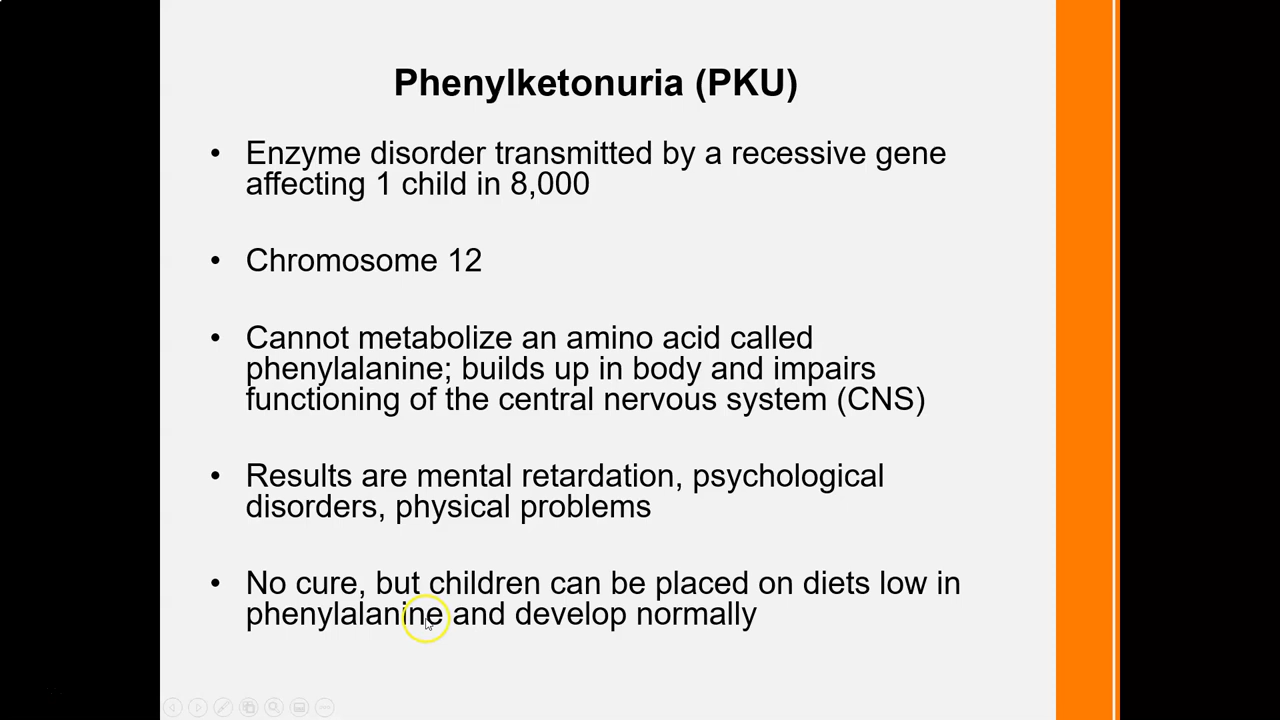 Phenylketonuria (PKU)
• Enzyme disorder transmitted by a recessive gene
affecting 1 child in 8,000
• Chromosome 12
• Cannot metabolize an amino acid called
phenylalanine; builds up in body and impairs
functioning of the central nervous system (CNS)
• Results are mental retardation, psychological
disorders, physical problems
• No cure, but children can be placed on diets low in
phenylalanine and develop normally